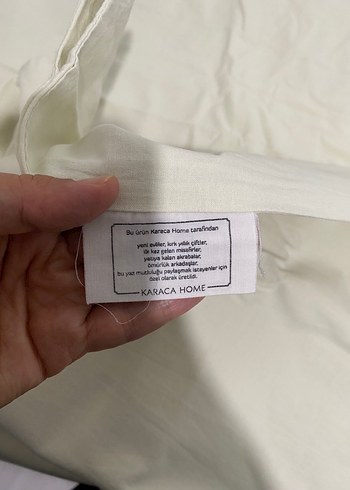 Bu ürün Karaca Home tarafından
yeni evliler, kırk yıllık çiftler,
ilk kez gelen misafirler,
yatıya kalan akrabalar,
ömürlük arkadaşlar,
bu yaz mutluluğu paylaşmak isteyenler için
özel olarak üretildi.
KARACA HOME